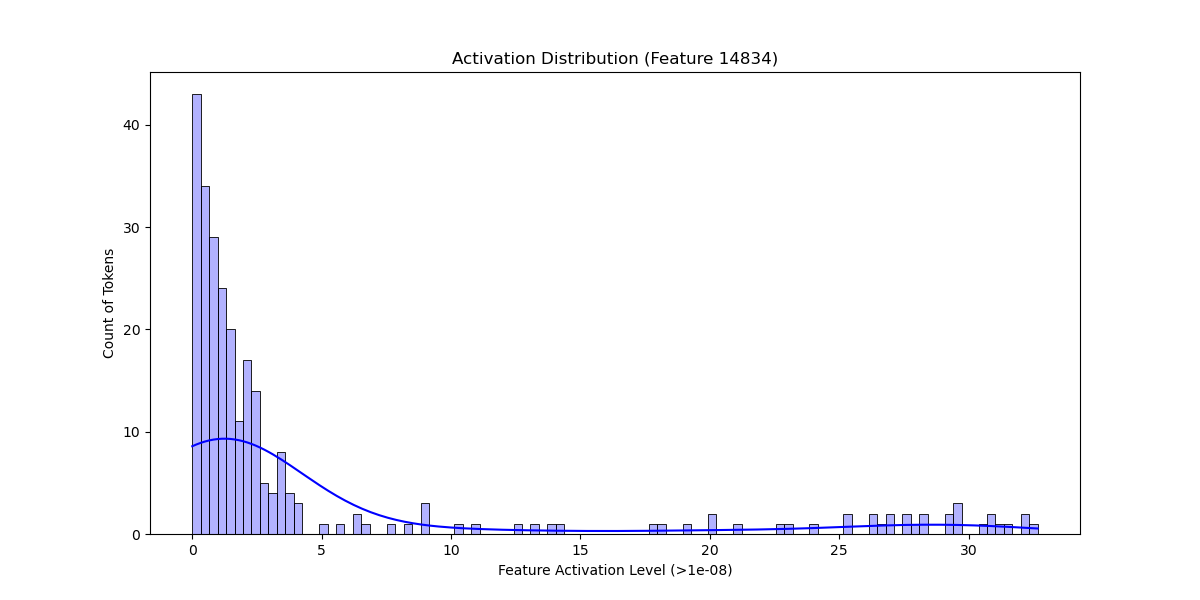 Activation Distribution (Feature 14834)
Count of Tokens
40
30
20
10
0
0 5 10 15 20 25 30
Feature Activation Level (>1e-08)